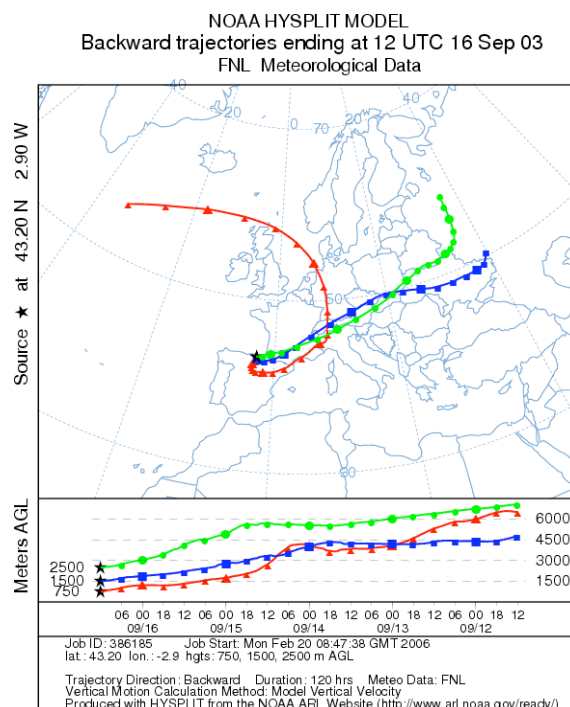 NOAA HYSPLIT MODEL
Backward trajectories ending at 12 UTC 16 Sep 03
FNL Meteorological Data
Source ★ at 43.20 N 2.90 W
40
20
0
70
20
40
Meters AGL
2500
1500
750
6000
4500
3000
1500
06 00 18 12 06 00 18 12 06 00 18 12 06 00 18 12 06 00 18 12
09/16 09/15 09/14 09/13 09/12
Job ID: 386185 Job Start: Mon Feb 20 08:47:38 GMT 2006
lat.: 43.20 lon.: -2.9 hgts: 750, 1500, 2500 m AGL
Trajectory Direction: Backward Duration: 120 hrs Meteo Data: FNL
Vertical Motion Calculation Method: Model Vertical Velocity
Produced with HYSPLIT from the NOAA ARL Website (http://www.arl.noaa.gov/ready/)